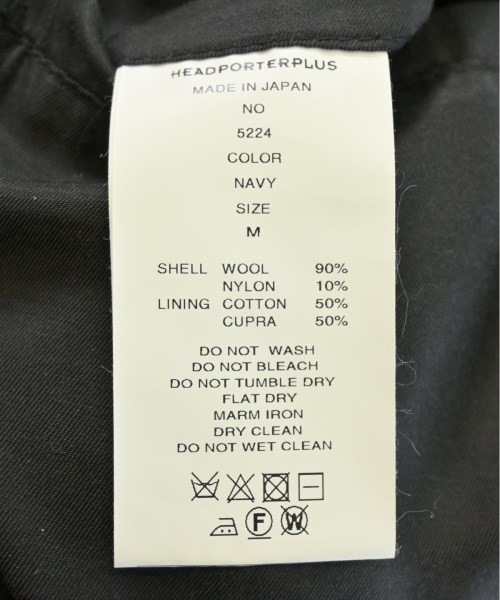 HEADPORTERPLUS
MADE IN JAPAN
NO
5224
COLOR
NAVY
SIZE
M
SHELL WOOL 90%
NYLON 10%
LINING COTTON 50%
CUPRA 50%
DO NOT WASH
DO NOT BLEACH
DO NOT TUMBLE DRY
FLAT DRY
MARM IRON
DRY CLEAN
DO NOT WET CLEAN
F W